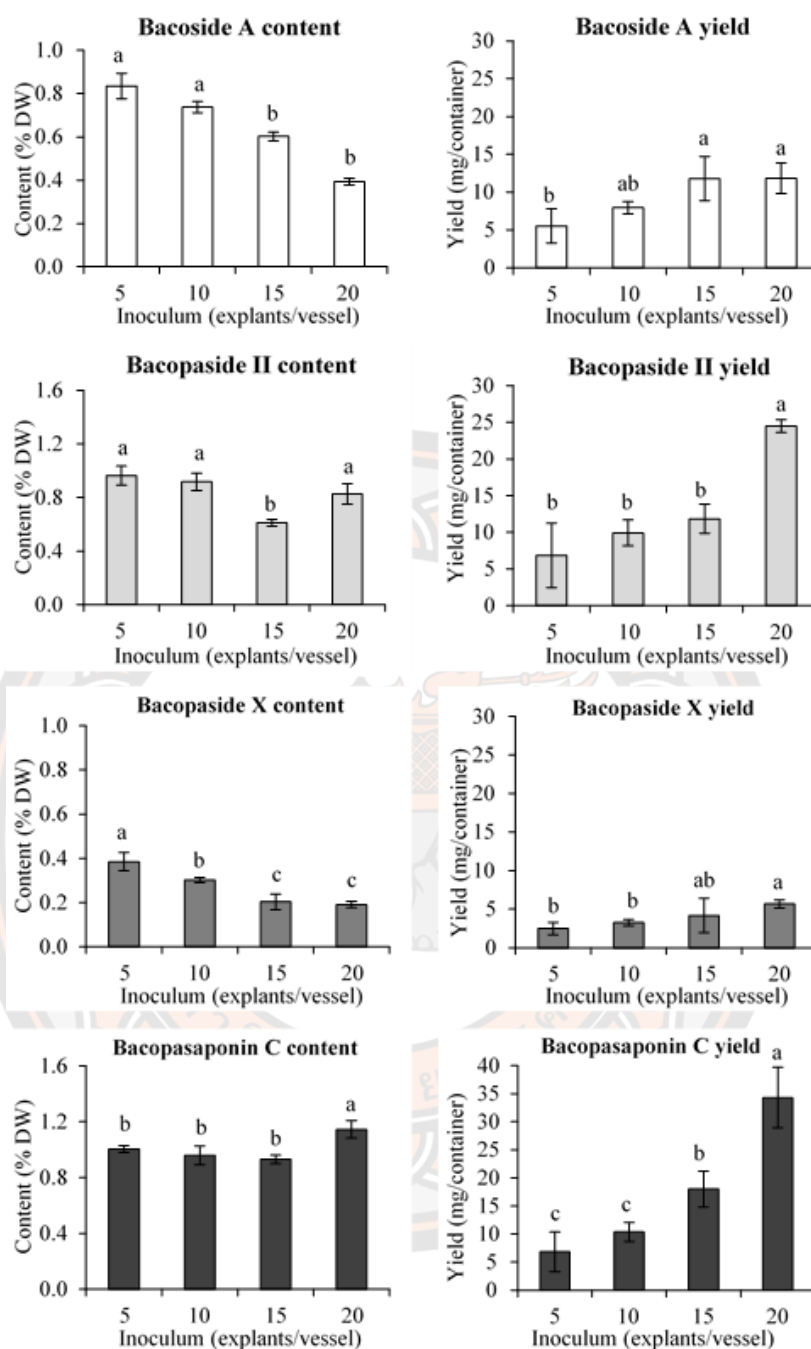 Bacoside A content
Content (% DW)
1.0
0.8
0.6
0.4
0.2
0.0
a
a
b
b
5 10 15 20
Inoculum (explants/vessel)
Bacoside A yield
Yield (mg/container)
30
25
20
15
10
5
0
b
ab
a
a
5 10 15 20
Inoculum (explants/vessel)
Bacopaside II content
Content (% DW)
1.6
1.2
0.8
0.4
0.0
a
a
b
a
5 10 15 20
Inoculum (explants/vessel)
Bacopaside II yield
Yield (mg/container)
30
25
20
15
10
5
0
b
b
b
a
5 10 15 20
Inoculum (explants/vessel)
Bacopaside X content
Content (% DW)
1.0
0.8
0.6
0.4
0.2
0.0
a
b
c
c
5 10 15 20
Inoculum (explants/vessel)
Bacopaside X yield
Yield (mg/container)
30
25
20
15
10
5
0
b
b
ab
a
5 10 15 20
Inoculum (explants/vessel)
Bacopasaponin C content
Content (% DW)
1.6
1.2
0.8
0.4
0.0
b
b
b
a
5 10 15 20
Inoculum (explants/vessel)
Bacopasaponin C yield
Yield (mg/container)
40
35
30
25
20
15
10
5
0
c
c
b
a
5 10 15 20
Inoculum (explants/vessel)